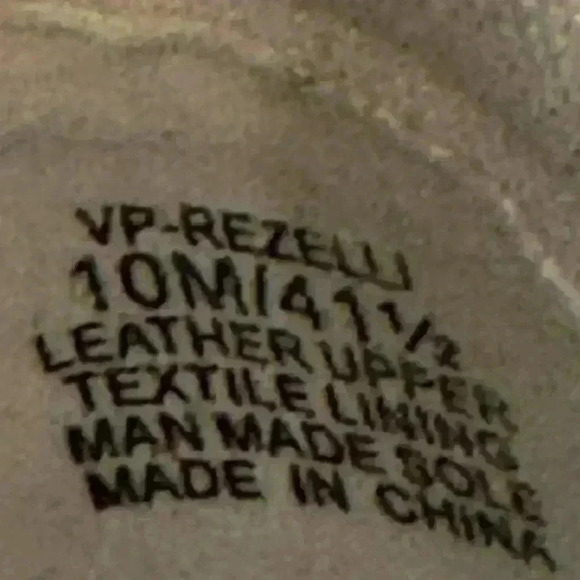 VP-REZELLI
10M/41 1/2
LEATHER UPPER
TEXTILE LINING
MAN MADE SOLE
MADE IN CHINA